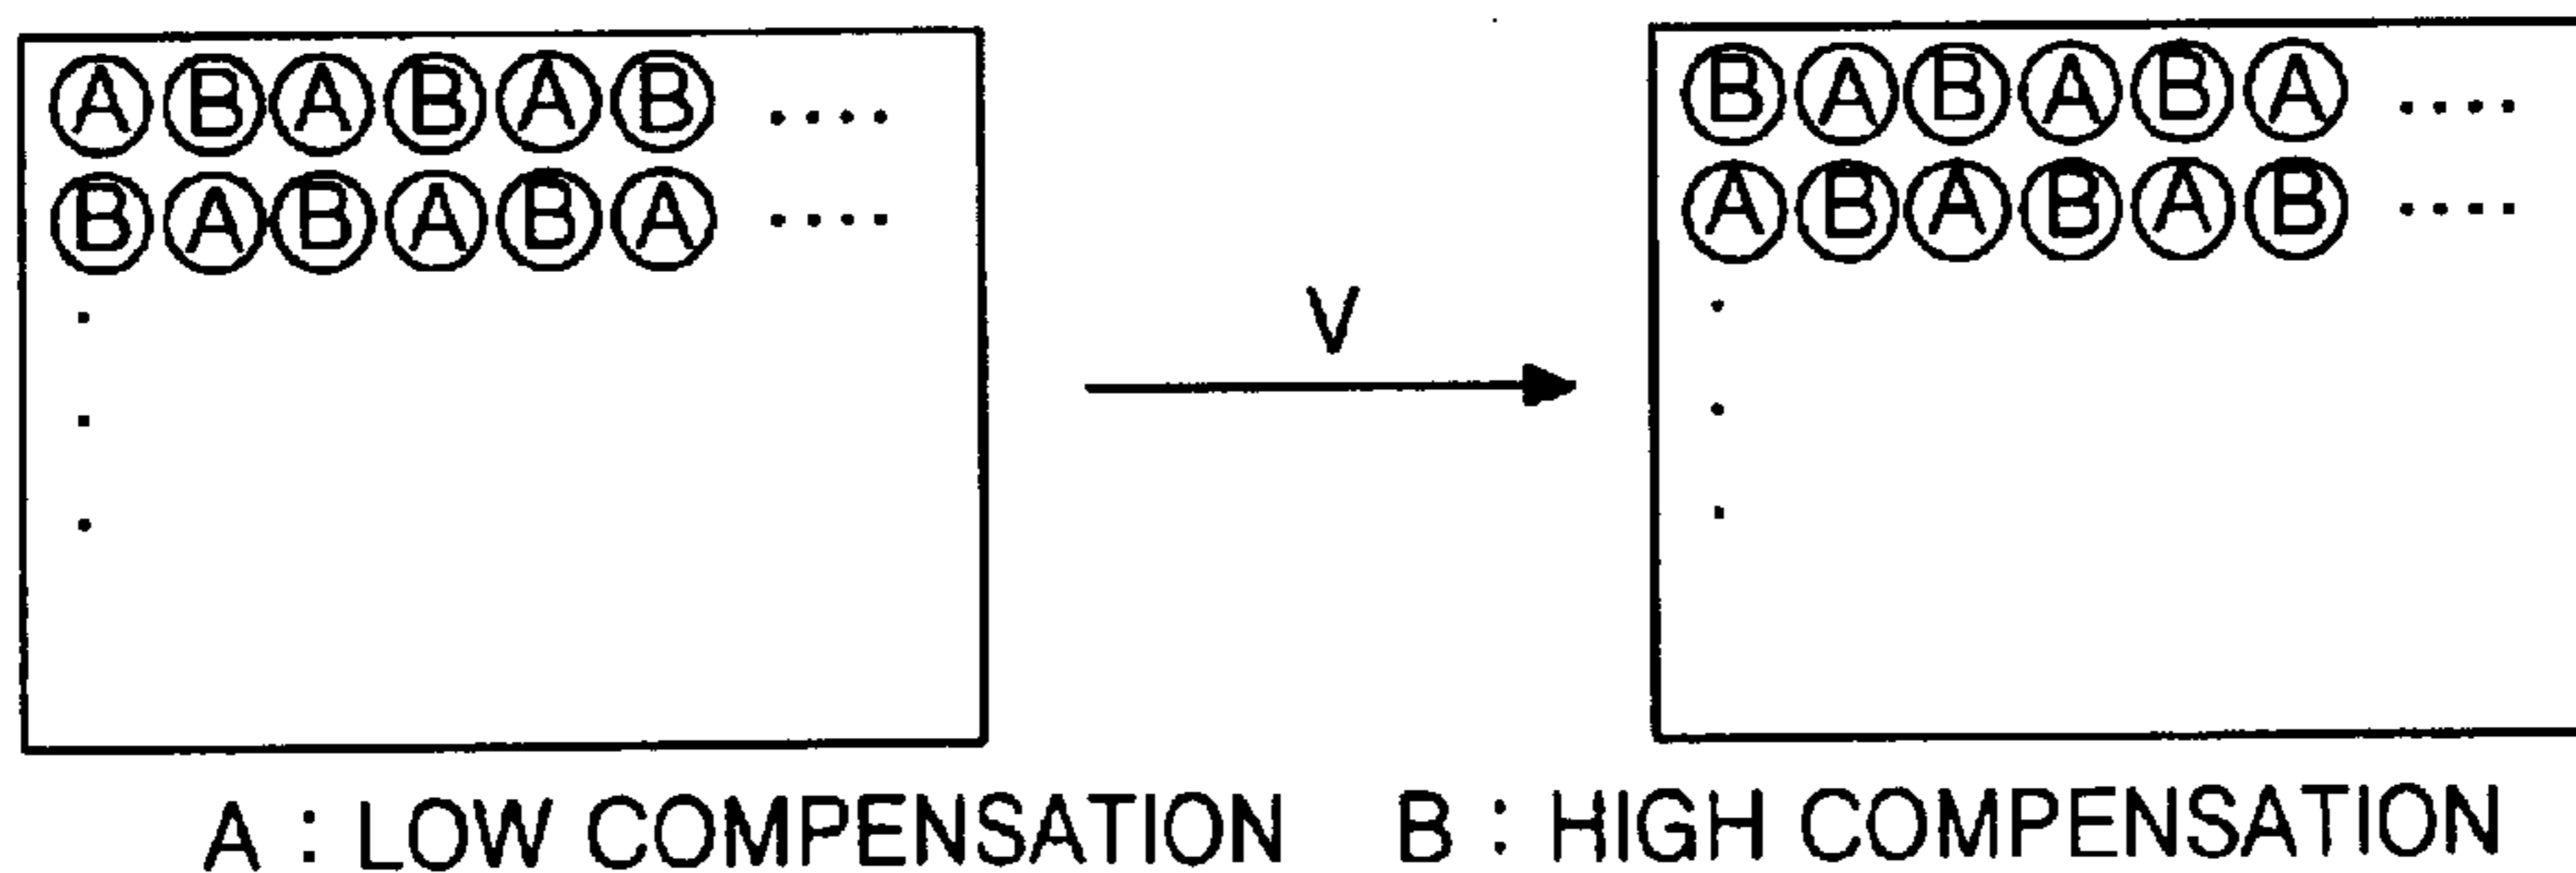 A B A B A B ....
B A B A B A ....
.
.
.
V
B A B A B A ....
A B A B A B ....
.
.
.
A : LOW COMPENSATION B : HIGH COMPENSATION